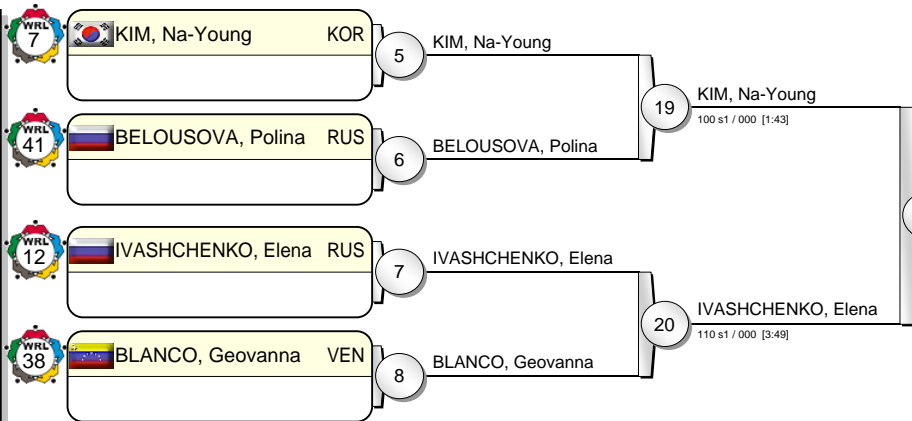 WRL
7
KIM, Na-Young KOR
5
KIM, Na-Young
19
KIM, Na-Young
100 s1 / 000 [1:43]
WRL
41
BELOUSOVA, Polina RUS
6
BELOUSOVA, Polina
WRL
12
IVASHCHENKO, Elena RUS
7
IVASHCHENKO, Elena
20
IVASHCHENKO, Elena
110 s1 / 000 [3:49]
WRL
38
BLANCO, Geovanna VEN
8
BLANCO, Geovanna